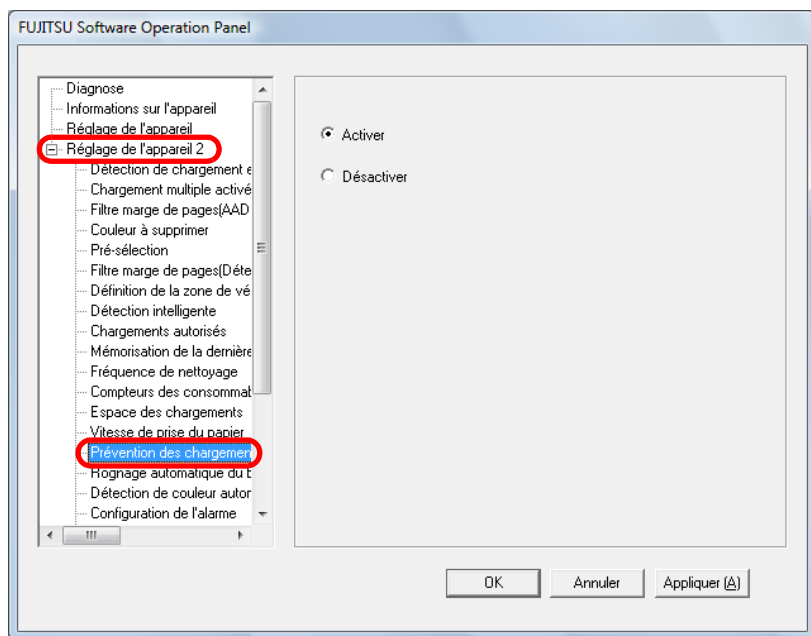 FUJITSU Software Operation Panel
Diagnose
Informations sur l'appareil
Réglage de l'appareil
Réglage de l'appareil 2
Détection de chargement e
Chargement multiple activé
Filtre marge de pages(AAD
Couleur à supprimer
Pré-sélection
Filtre marge de pages(Déte
Définition de la zone de vé
Détection intelligente
Chargements autorisés
Mémorisation de la dernière
Fréquence de nettoyage
Compteurs des consommat
Espace des chargements
Vitesse de prise du papier
Prévention des chargemen
Rognage automatique du b
Détection de couleur autor
Configuration de l'alarme
Activer
Désactiver
OK
Annuler
Appliquer (A)